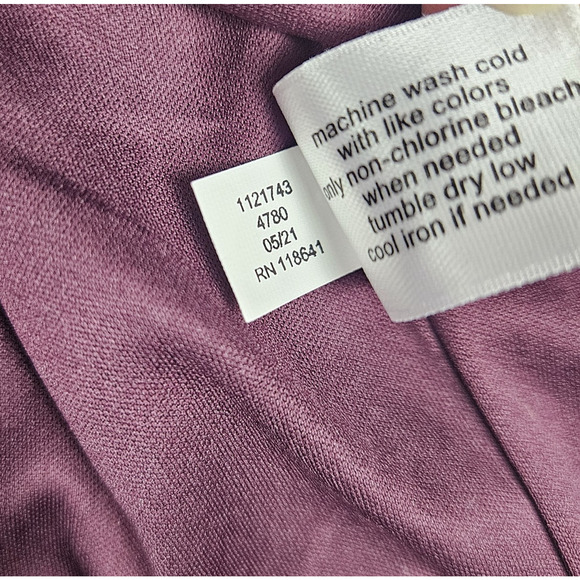 machine wash cold
with like colors
only non-chlorine bleach
when needed
tumble dry low
cool iron if needed
1121743
4780
05/21
RN 118641